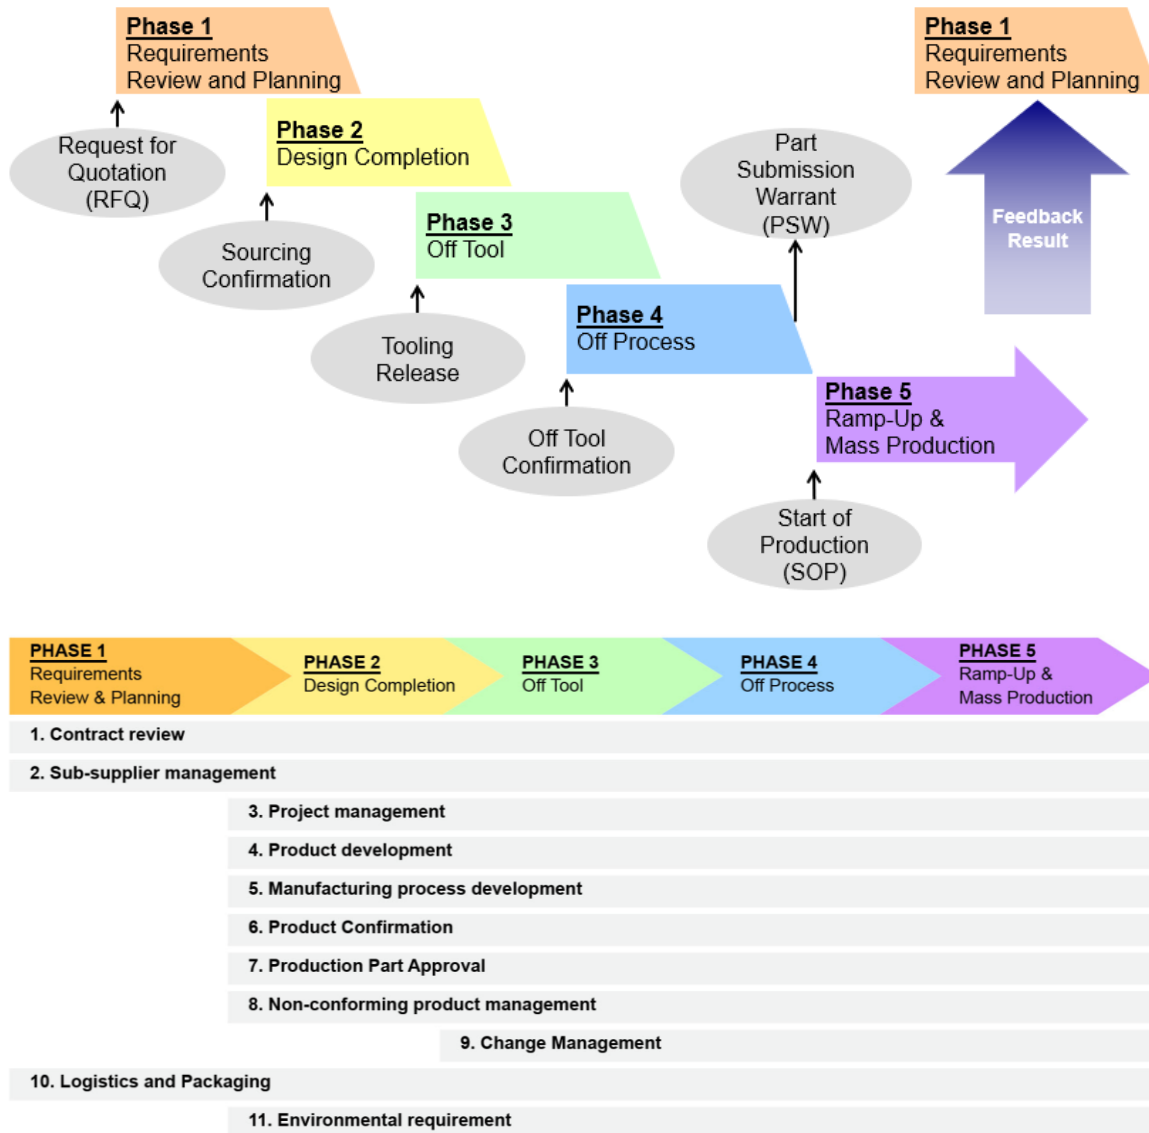 Phase 1
Requirements
Review and Planning
Phase 1
Requirements
Review and Planning
Request for
Quotation
(RFQ)
Phase 2
Design Completion
Part
Submission
Warrant
(PSW)
Feedback
Result
Sourcing
Confirmation
Phase 3
Off Tool
Tooling
Release
Phase 4
Off Process
Off Tool
Confirmation
Phase 5
Ramp-Up &
Mass Production
Start of
Production
(SOP)
PHASE 1
Requirements
Review & Planning
PHASE 2
Design Completion
PHASE 3
Off Tool
PHASE 4
Off Process
PHASE 5
Ramp-Up &
Mass Production
1. Contract review
2. Sub-supplier management
3. Project management
4. Product development
5. Manufacturing process development
6. Product Confirmation
7. Production Part Approval
8. Non-conforming product management
9. Change Management
10. Logistics and Packaging
11. Environmental requirement